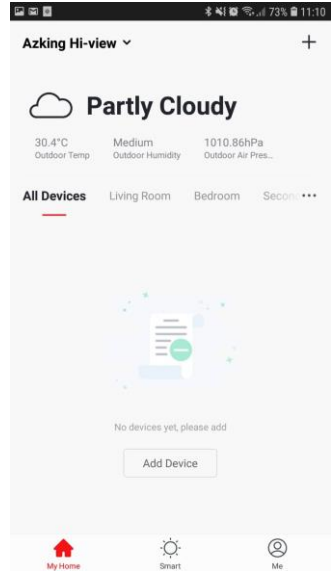 73% 11:10
Azking Hi-view
Partly Cloudy
30.4°C Medium 1010.86hPa
Outdoor Temp Outdoor Humidity Outdoor Air Pres...
All Devices Living Room Bedroom Secon
No devices yet, please add
Add Device
My Home Smart Me